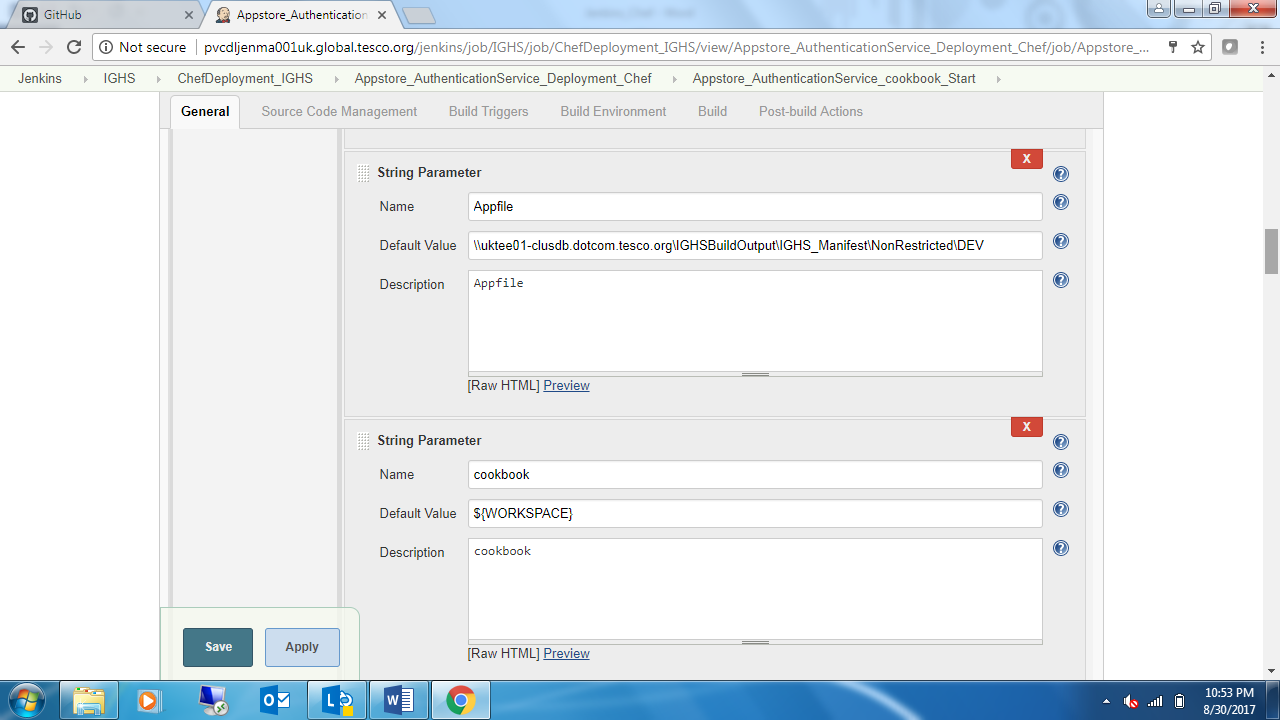 GitHub
Appstore_Authentication
Not secure
pvcdljenma001uk.global.tesco.org/jenkins/job/IGHS/job/ChefDeployment_IGHS/view/Appstore_AuthenticationService_Deployment_Chef/job/Appstore_...
Jenkins IGHS ChefDeployment_IGHS Appstore_AuthenticationService_Deployment_Chef Appstore_AuthenticationService_cookbook_Start
General Source Code Management Build Triggers Build Environment Build Post-build Actions
X
String Parameter
Name Appfile
Default Value \\uktee01-clusdb.dotcom.tesco.org\IGHSBuildOutput\IGHS_Manifest\NonRestricted\DEV
Description Appfile
[Raw HTML] Preview
X
String Parameter
Name cookbook
Default Value ${WORKSPACE}
Description cookbook
[Raw HTML] Preview
Save Apply
10:53 PM
8/30/2017